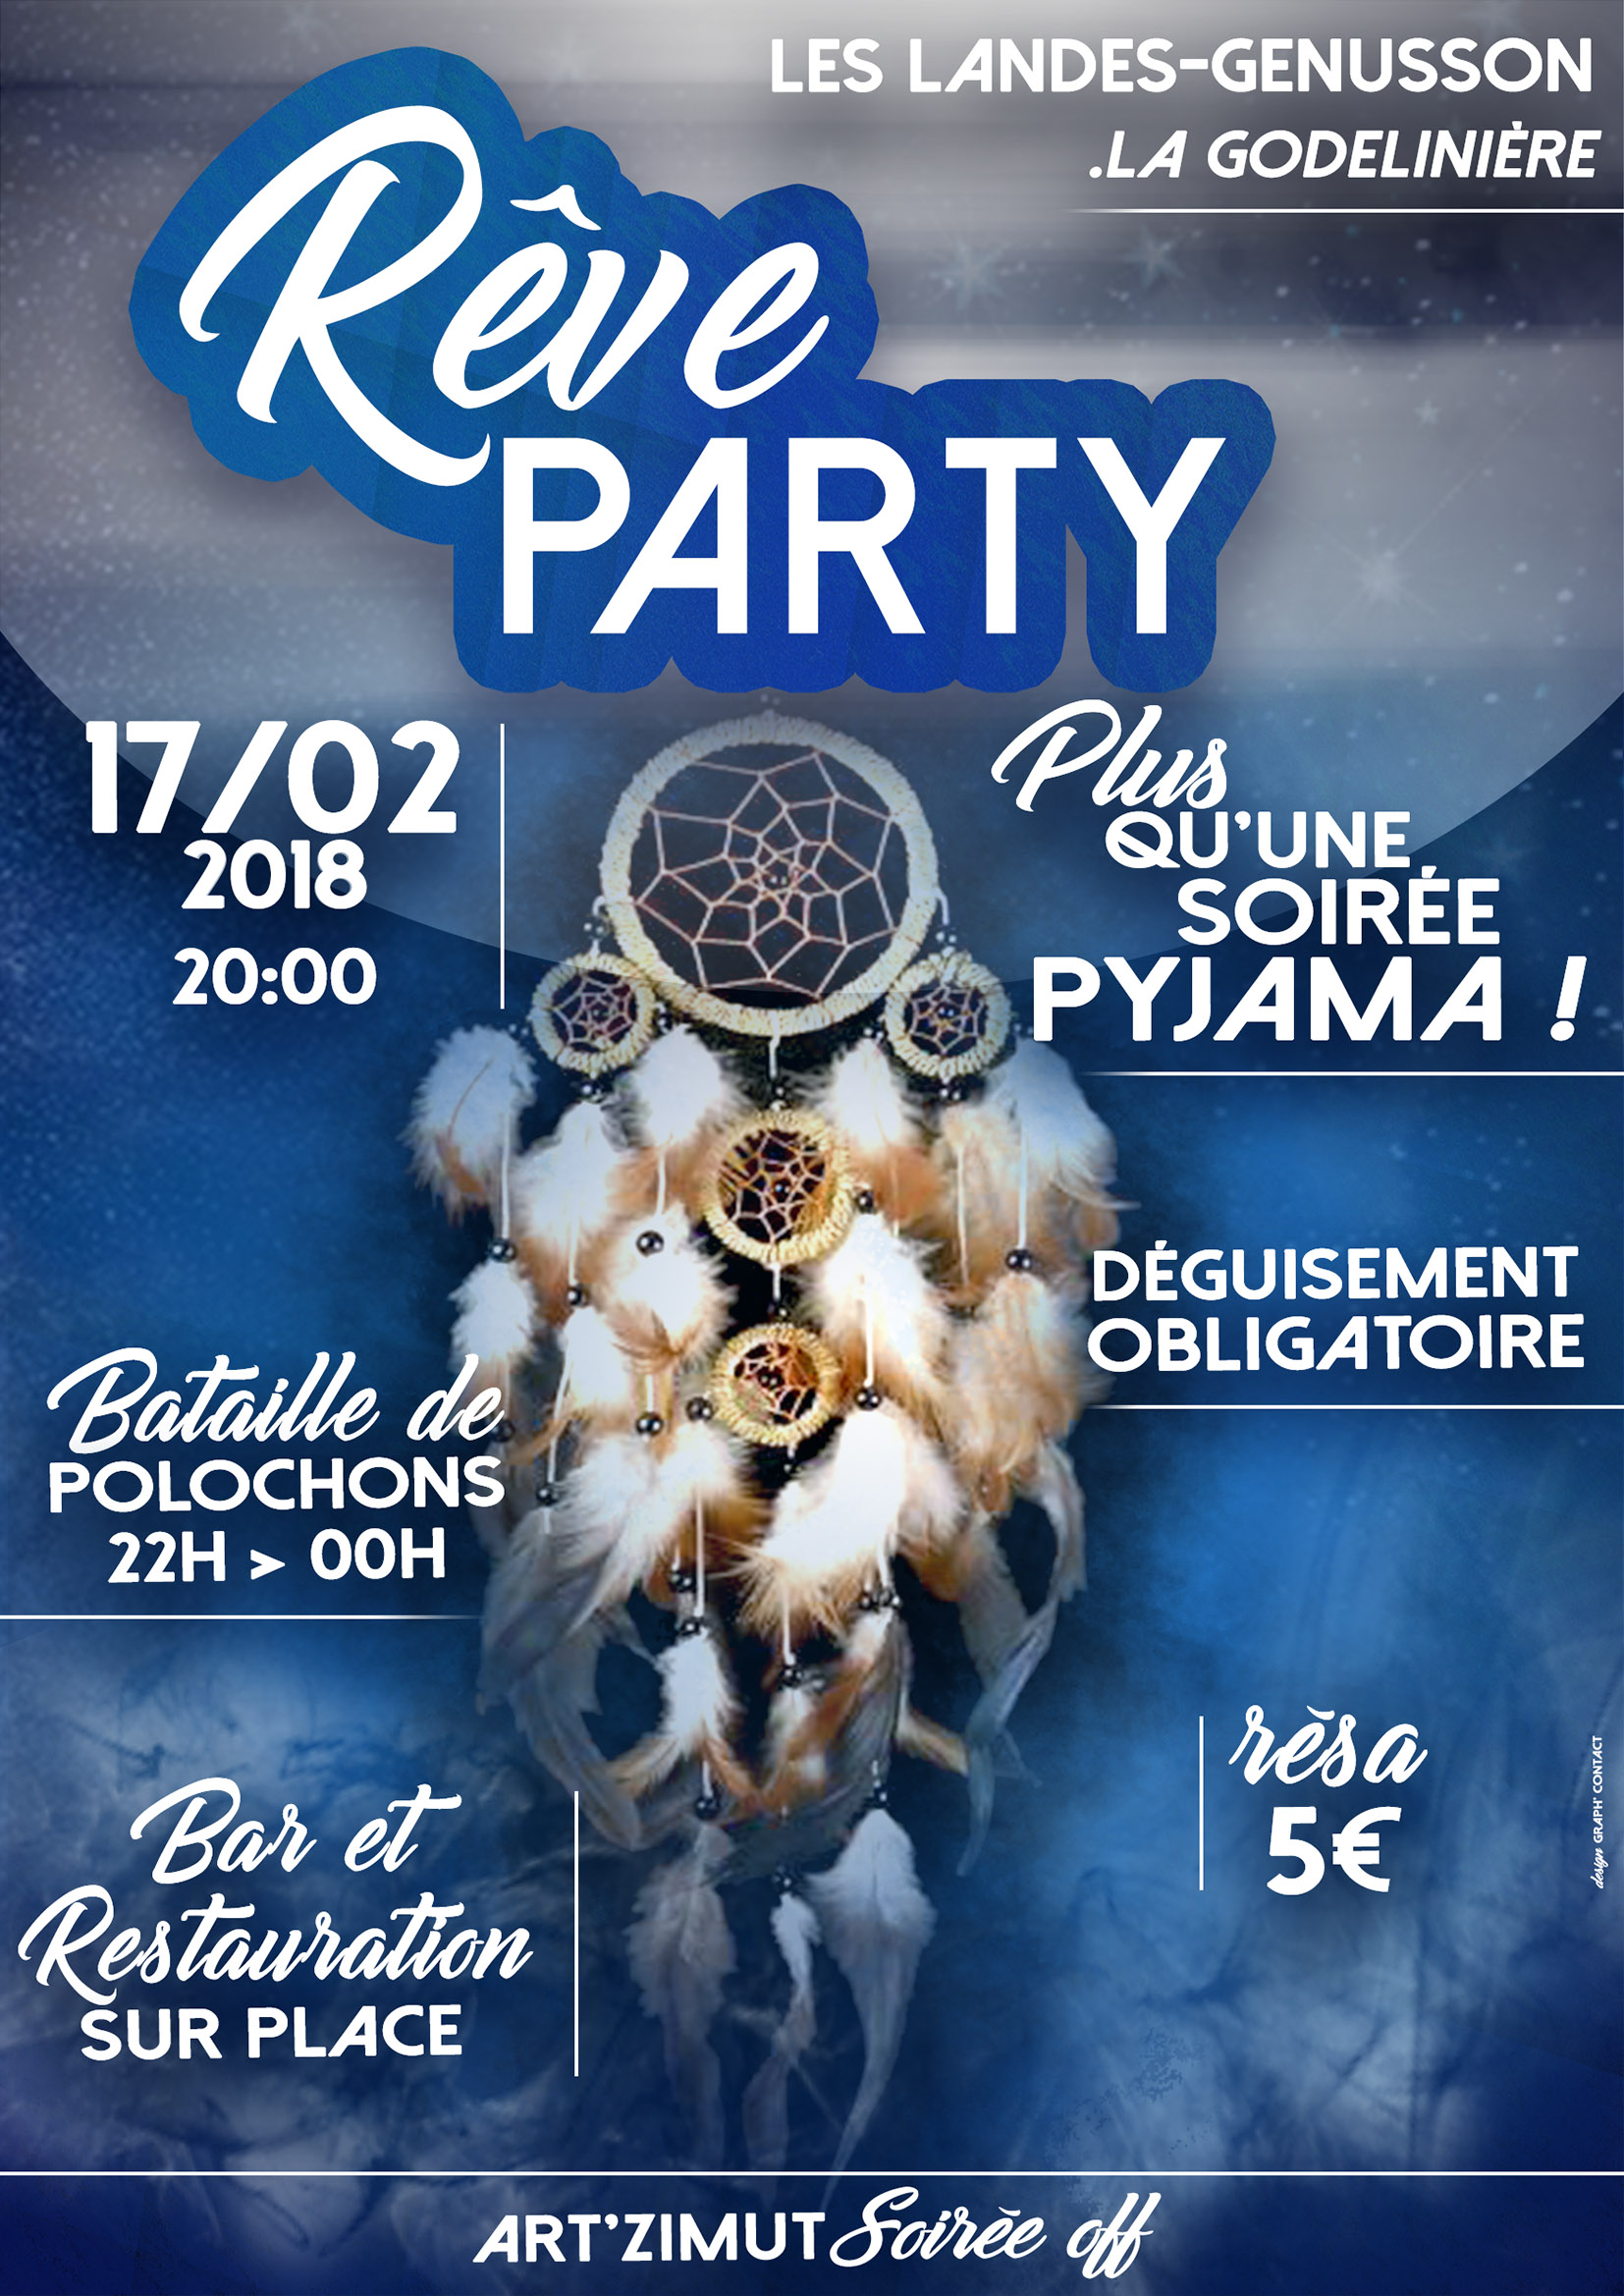 LES LANDES-GENUSSON
.LA GODELINIÈRE
Rêve
PARTY
17/02
2018
20:00
Plus
QU'UNE
SOIRÉE
PYJAMA !
DÉGUISEMENT
OBLIGATOIRE
Bataille de
POLOCHONS
22H > 00H
résa
5€
Bar et
Restauration
SUR PLACE
design GRAPH' CONTACT
ART'ZIMUT Soirée off